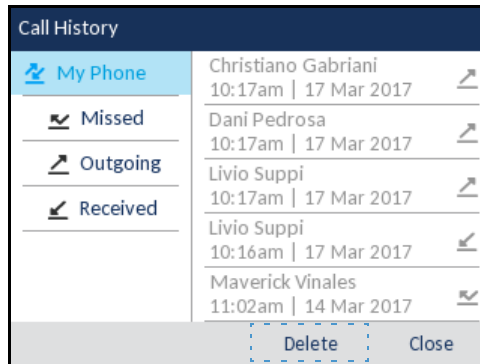 Call History
My Phone
Missed
Outgoing
Received
Christiano Gabriani
10:17am | 17 Mar 2017
Dani Pedrosa
10:17am | 17 Mar 2017
Livio Suppi
10:17am | 17 Mar 2017
Livio Suppi
10:16am | 17 Mar 2017
Maverick Vinales
11:02am | 14 Mar 2017
Delete
Close